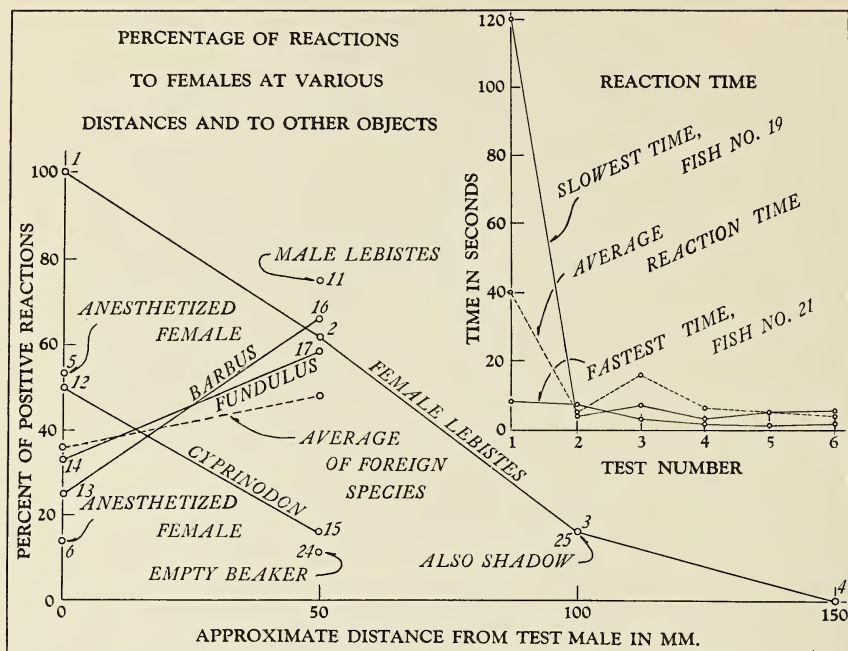 PERCENTAGE OF REACTIONS
TO FEMALES AT VARIOUS
DISTANCES AND TO OTHER OBJECTS
PERCENT OF POSITIVE REACTIONS
100
80
60
40
20
0
1
MALE LEBISTES
11
ANESTHETIZED
FEMALE
5
12
16
2
17
BARBUS
FUNDULUS
FEMALE LEBISTES
AVERAGE
OF FOREIGN
SPECIES
14
13
CYPRINODON
ANESTHETIZED
FEMALE
6
15
24
EMPTY BEAKER
3
25
ALSO SHADOW
4
0
50
100
150
APPROXIMATE DISTANCE FROM TEST MALE IN MM.
REACTION TIME
TIME IN SECONDS
120
100
80
60
40
20
0
SLOWEST TIME,
FISH NO. 19
AVERAGE
REACTION TIME
FASTEST TIME,
FISH NO. 21
1
2
3
4
5
6
TEST NUMBER